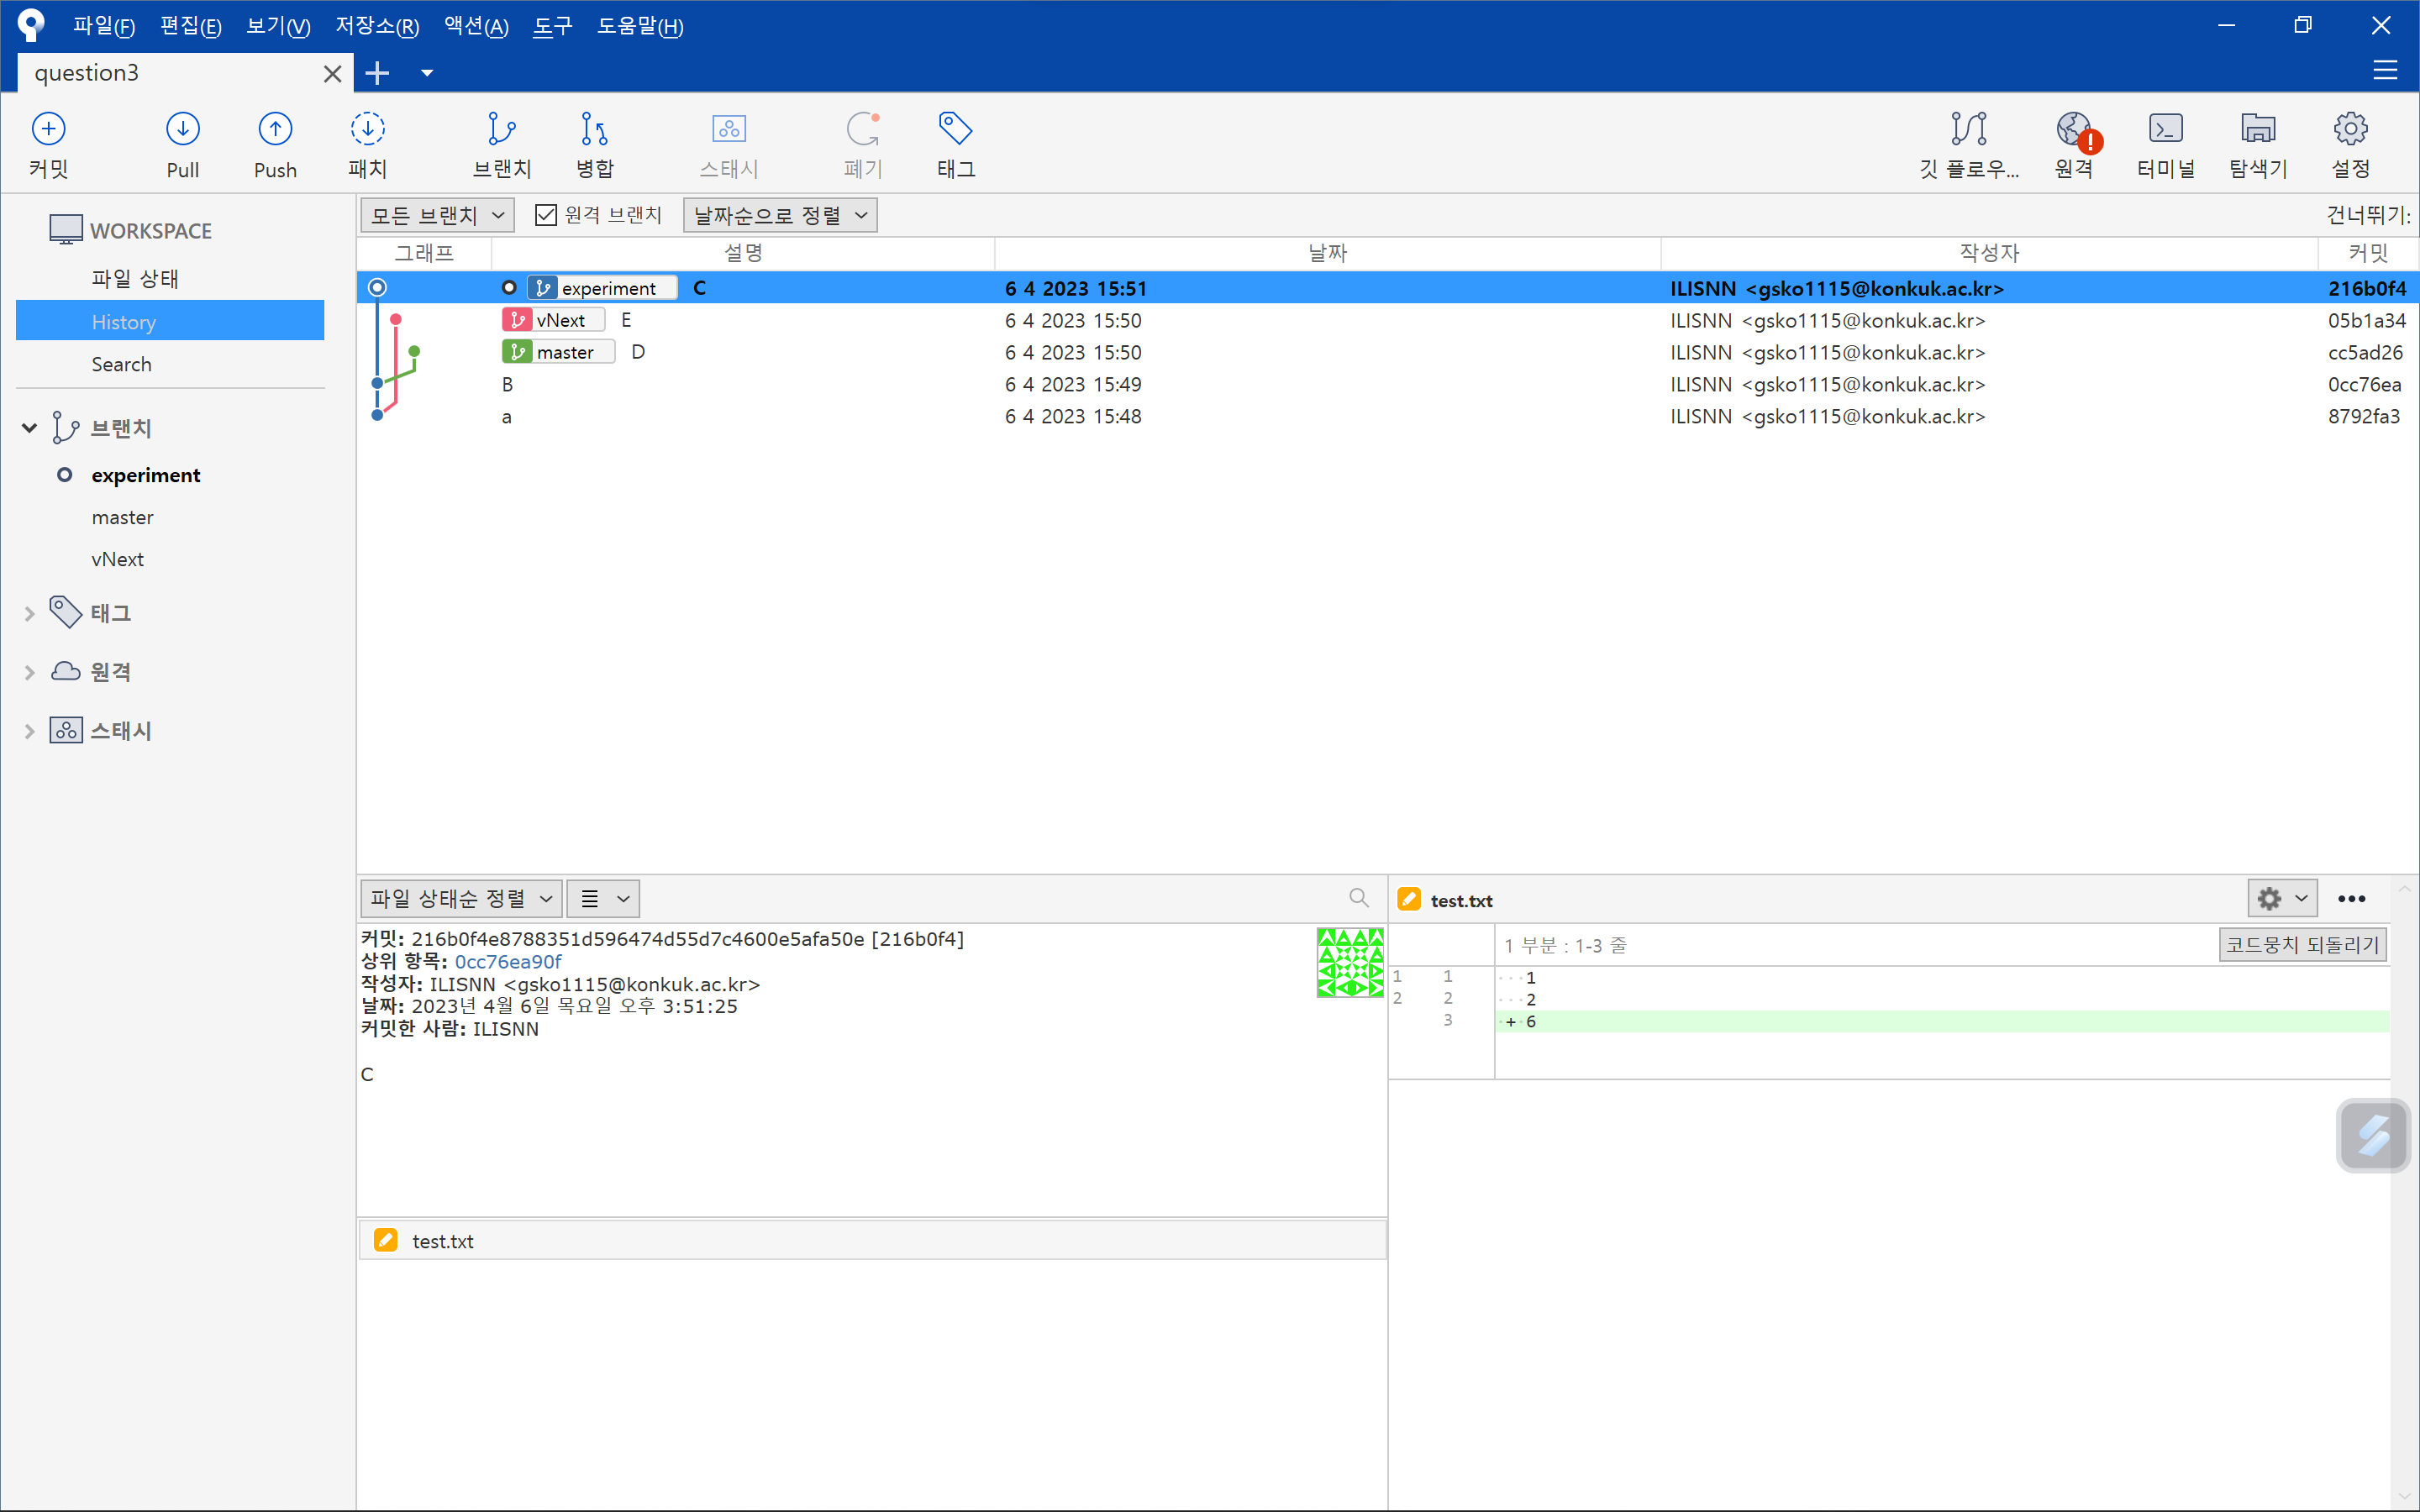 파일(F) 편집(E) 보기(V) 저장소(R) 액션(A) 도구 도움말(H)
question3
커밋 Pull Push 패치 브랜치 병합 스태시 폐기 태그 깃 플로우... 원격 터미널 탐색기 설정
WORKSPACE
파일 상태
History
Search
브랜치
experiment
master
vNext
태그
원격
스태시
모든 브랜치 원격 브랜치 날짜순으로 정렬 건너뛰기:
그래프 설명 날짜 작성자 커밋
experiment C 6 4 2023 15:51 ILISNN <gsko1115@konkuk.ac.kr> 216b0f4
vNext E 6 4 2023 15:50 ILISNN <gsko1115@konkuk.ac.kr> 05b1a34
master D 6 4 2023 15:50 ILISNN <gsko1115@konkuk.ac.kr> cc5ad26
B 6 4 2023 15:49 ILISNN <gsko1115@konkuk.ac.kr> 0cc76ea
a 6 4 2023 15:48 ILISNN <gsko1115@konkuk.ac.kr> 8792fa3
파일 상태순 정렬
커밋: 216b0f4e8788351d596474d55d7c4600e5afa50e [216b0f4]
상위 항목: 0cc76ea90f
작성자: ILISNN <gsko1115@konkuk.ac.kr>
날짜: 2023년 4월 6일 목요일 오후 3:51:25
커밋한 사람: ILISNN
C
test.txt
test.txt
1 부분 : 1-3 줄 코드뭉치 되돌리기
1 1 1
2 2 2
3 + 6